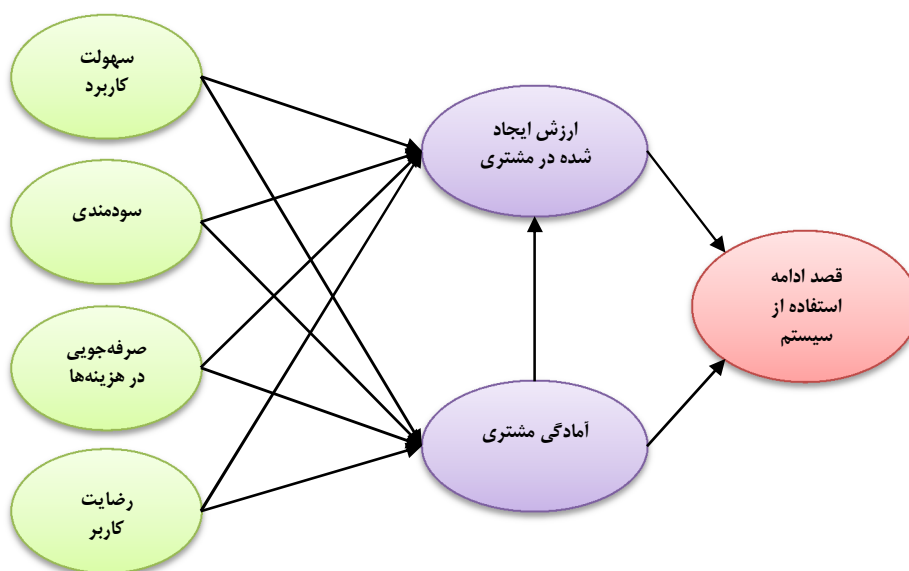 سهولت
کاربرد
سودمندی
صرفه‌جویی
در هزینه‌ها
رضایت
کاربر
ارزش ایجاد
شده در مشتری
آمادگی مشتری
قصد ادامه
استفاده از
سیستم